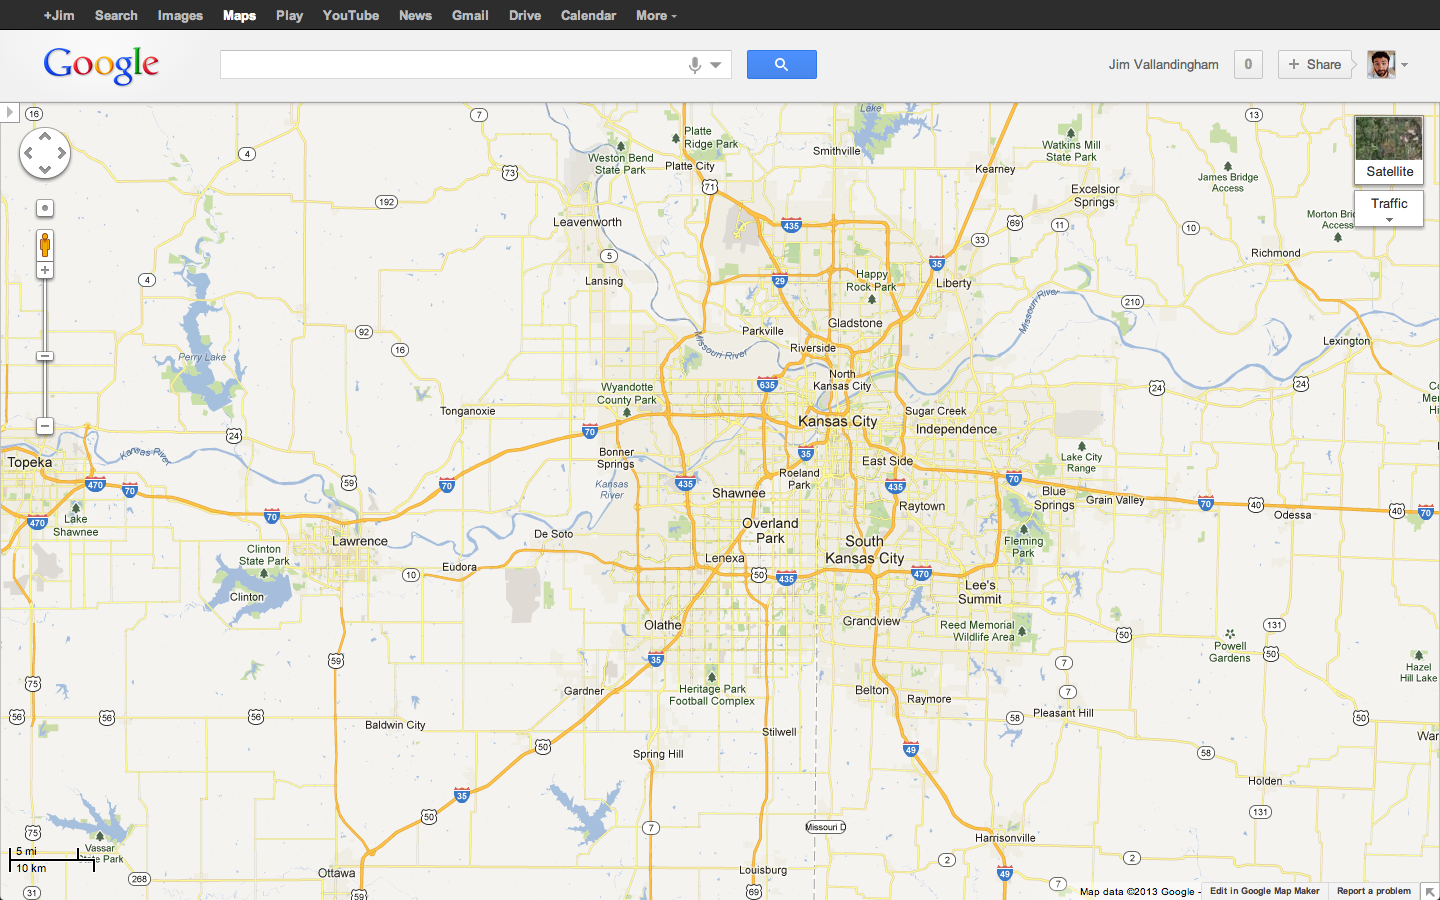 +Jim Search Images Maps Play YouTube News Gmail Drive Calendar More
Google
Jim Vallandingham 0 + Share
16
7
13
Lake
Platte
Ridge Park
Smithville
Watkins Mill
State Park
4
Weston Bend
State Park
Platte City
Kearney
73
71
James Bridge
Access
Satellite
Excelsior
Springs
192
Traffic
Leavenworth
435
69
11
10
Morton Bri
Access
33
5
Richmond
35
4
Lansing
29
Happy
Rock Park
Liberty
Missouri River
210
92
Parkville
Gladstone
16
Missouri River
Riverside
Lexington
Perry Lake
North
Kansas City
635
24
24
Wyandotte
County Park
Tonganoxie
Sugar Creek
Kansas City
Independence
24
70
Kansas River
Bonner
Springs
35
East Side
Lake City
Range
Topeka
Roeland
Park
470
70
59
70
Kansas
River
435
Shawnee
435
70
Blue
Springs
Grain Valley
70
40
Odessa
40
70
Raytown
470
Lake
Shawnee
70
Lawrence
De Soto
Overland
Park
South
Kansas City
Fleming
Park
Clinton
State Park
Lenexa
10
Eudora
50
435
470
Clinton
Lee's
Summit
Olathe
Grandview
Reed Memorial
Wildlife Area
50
131
Powell
Gardens
50
59
35
7
Hazel
Hill Lake
75
Gardner
Heritage Park
Football Complex
Belton
Raymore
7
56
56
56
Baldwin City
58
Pleasant Hill
50
Stilwell
50
Spring Hill
49
58
Holden
35
75
50
7
Missouri D
131
Harrisonville
Vassar
State Park
5 mi
10 km
2
2
Ottawa
Louisburg
49
268
31
59
69
7
Map data ©2013 Google - Edit in Google Map Maker Report a problem